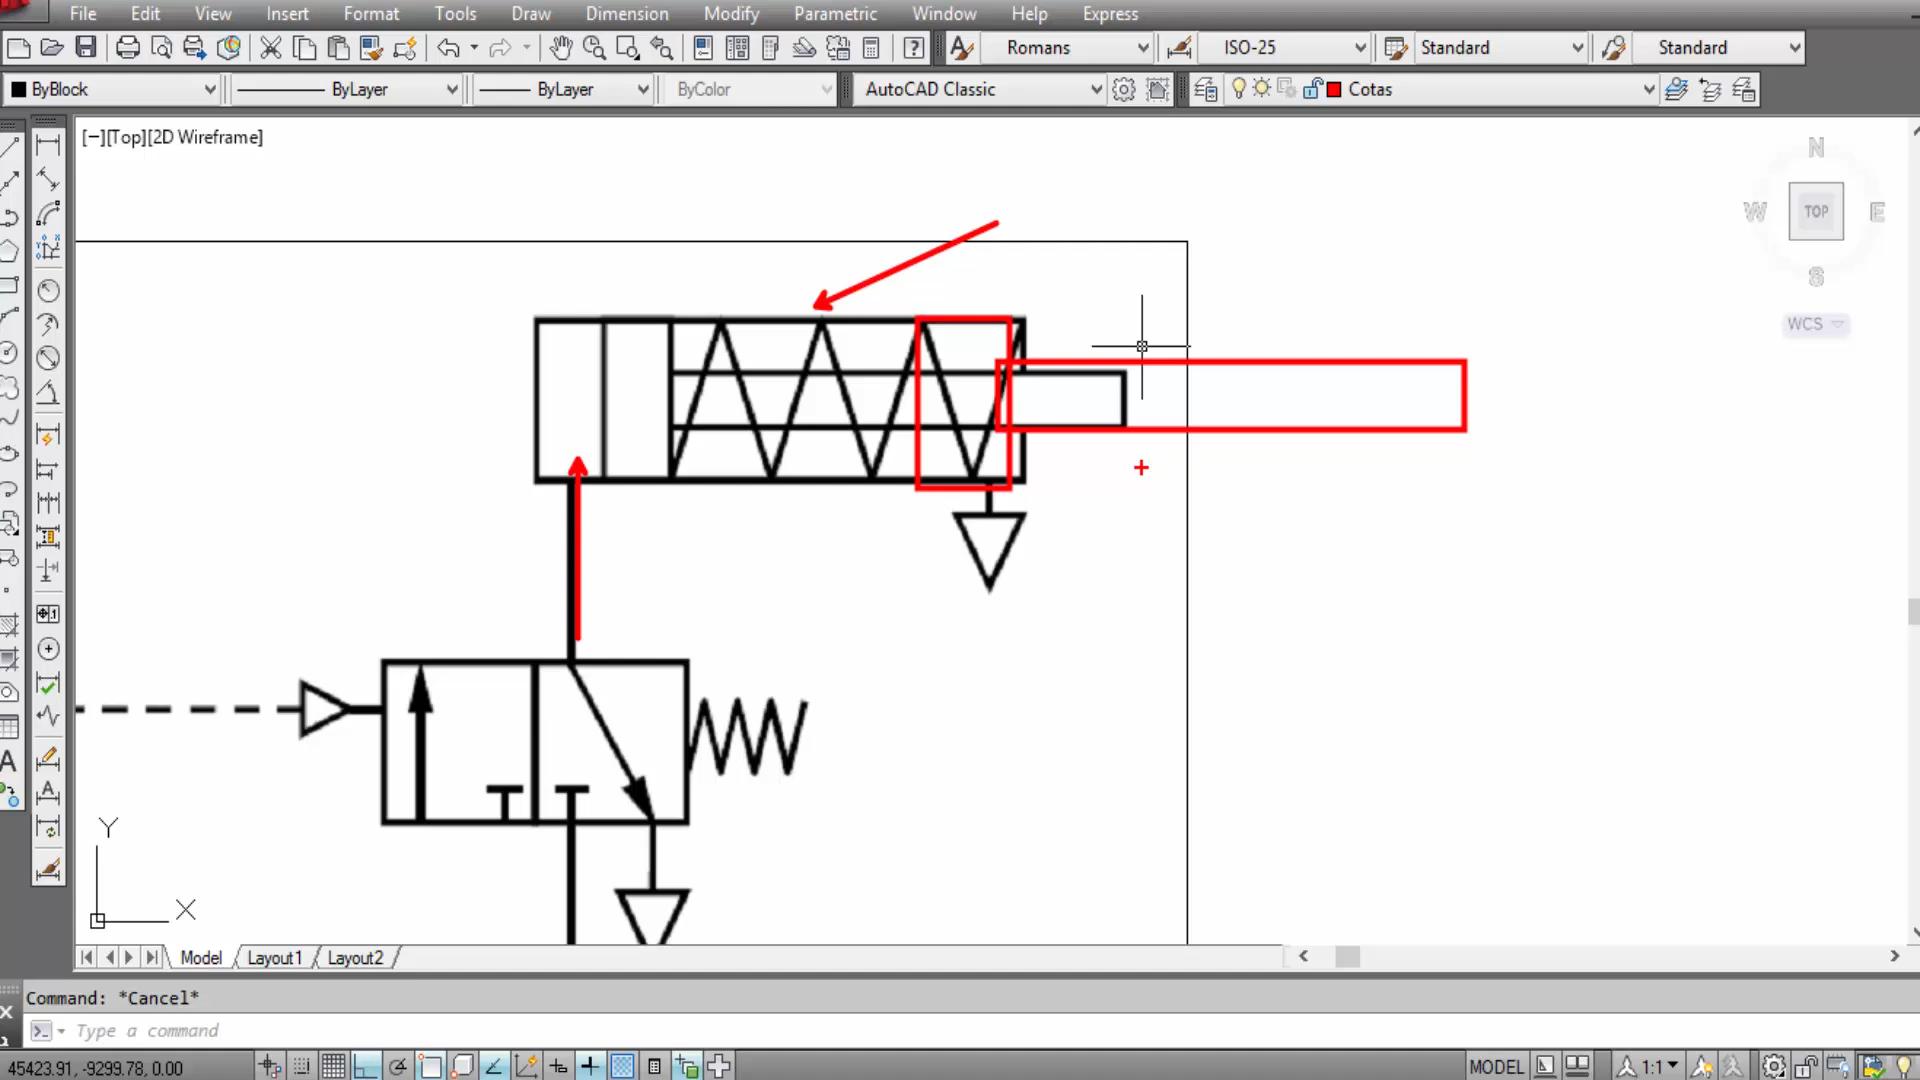 File Edit View Insert Format Tools Draw Dimension Modify Parametric Window Help Express
Romans ISO-25 Standard Standard
ByBlock ByLayer ByLayer ByColor AutoCAD Classic Cotas
[−][Top][2D Wireframe]
N
W TOP E
S
WCS
Y
X
Model Layout1 Layout2
Command: *Cancel*
Type a command
45423.91, -9299.78, 0.00 MODEL 1:1